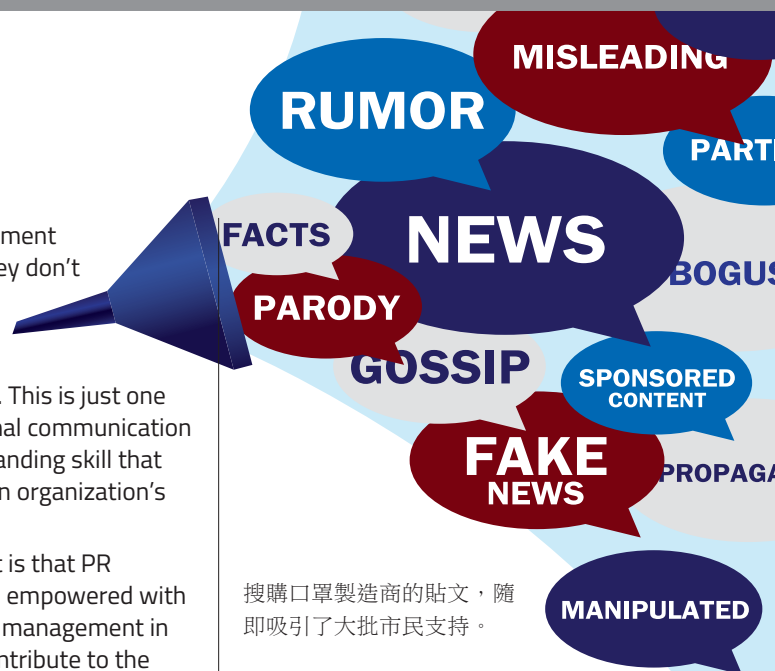 ment
ey don't
. This is just one
nal communication
anding skill that
n organization's
t is that PR
empowered with
management in
ntribute to the
MISLEADING
RUMOR
PARTI
FACTS
NEWS
BOGUS
PARODY
GOSSIP
SPONSORED
CONTENT
FAKE
NEWS
PROPAGA
MANIPULATED
搜購口罩製造商的貼文，隨
即吸引了大批市民支持。